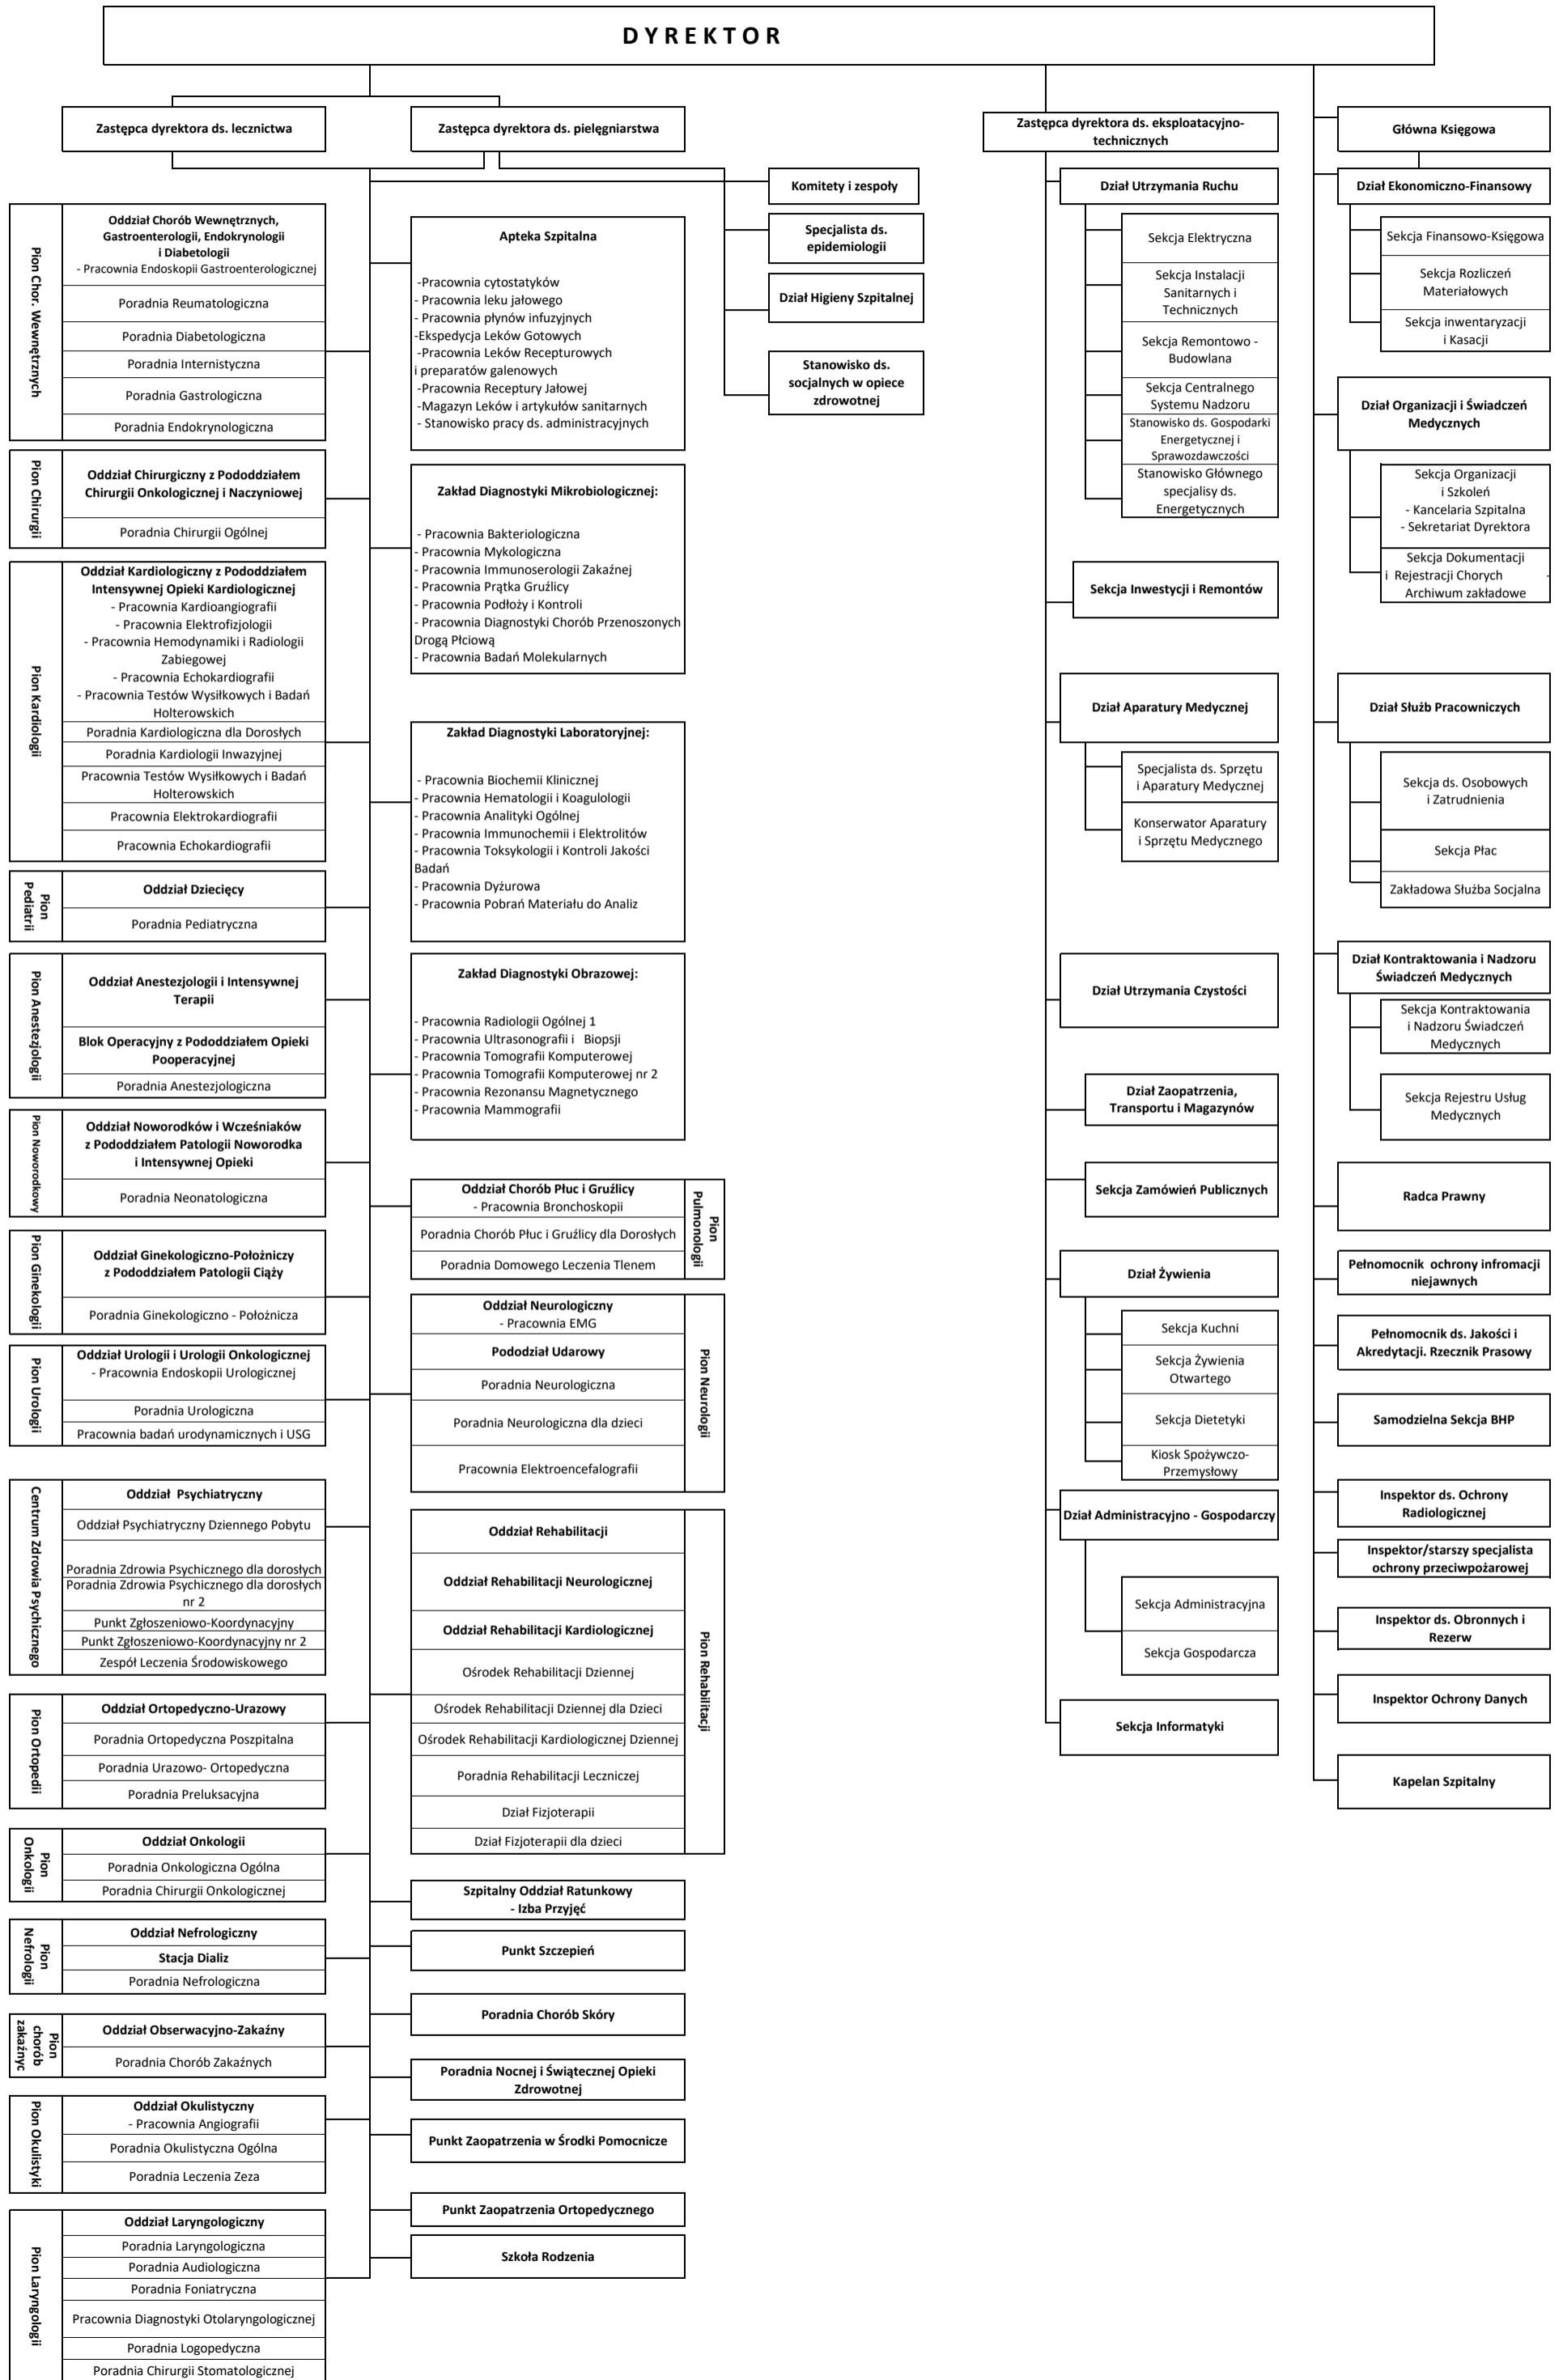 DYREKTOR
Zastępca dyrektora ds. lecznictwa
Zastępca dyrektora ds. pielęgniarstwa
Zastępca dyrektora ds. eksploatacyjno-
technicznych
Główna Księgowa
Komitety i zespoły
Specjalista ds.
epidemiologii
Dział Higieny Szpitalnej
Stanowisko ds.
socjalnych w opiece
zdrowotnej
Pion Chor. Wewnętrznych
Oddział Chorób Wewnętrznych,
Gastroenterologii, Endokrynologii
i Diabetologii
- Pracownia Endoskopii Gastroenterologicznej
Poradnia Reumatologiczna
Poradnia Diabetologiczna
Poradnia Internistyczna
Poradnia Gastrologiczna
Poradnia Endokrynologiczna
Pion Chirurgii
Oddział Chirurgiczny z Pododdziałem
Chirurgii Onkologicznej i Naczyniowej
Poradnia Chirurgii Ogólnej
Pion Kardiologii
Oddział Kardiologiczny z Pododdziałem
Intensywnej Opieki Kardiologicznej
- Pracownia Kardioangiografii
- Pracownia Elektrofizjologii
- Pracownia Hemodynamiki i Radiologii
Zabiegowej
- Pracownia Echokardiografii
- Pracownia Testów Wysiłkowych i Badań
Holterowskich
Poradnia Kardiologiczna dla Dorosłych
Poradnia Kardiologii Inwazyjnej
Pracownia Testów Wysiłkowych i Badań
Holterowskich
Pracownia Elektrokardiografii
Pracownia Echokardiografii
Pion
Pediatrii
Oddział Dziecięcy
Poradnia Pediatryczna
Pion Anestezjologii
Oddział Anestezjologii i Intensywnej
Terapii
Blok Operacyjny z Pododdziałem Opieki
Pooperacyjnej
Poradnia Anestezjologiczna
Pion Noworodkowy
Oddział Noworodków i Wcześniaków
z Pododdziałem Patologii Noworodka
i Intensywnej Opieki
Poradnia Neonatologiczna
Pion Ginekologii
Oddział Ginekologiczno-Położniczy
z Pododdziałem Patologii Ciąży
Poradnia Ginekologiczno - Położnicza
Pion Urologii
Oddział Urologii i Urologii Onkologicznej
- Pracownia Endoskopii Urologicznej
Poradnia Urologiczna
Pracownia badań urodynamicznych i USG
Centrum Zdrowia Psychicznego
Oddział Psychiatryczny
Oddział Psychiatryczny Dziennego Pobytu
Poradnia Zdrowia Psychicznego dla dorosłych
Poradnia Zdrowia Psychicznego dla dorosłych
nr 2
Punkt Zgłoszeniowo-Koordynacyjny
Punkt Zgłoszeniowo-Koordynacyjny nr 2
Zespół Leczenia Środowiskowego
Pion Ortopedii
Oddział Ortopedyczno-Urazowy
Poradnia Ortopedyczna Poszpitalna
Poradnia Urazowo- Ortopedyczna
Poradnia Preluksacyjna
Pion
Onkologii
Oddział Onkologii
Poradnia Onkologiczna Ogólna
Poradnia Chirurgii Onkologicznej
Pion
Nefrologii
Oddział Nefrologiczny
Stacja Dializ
Poradnia Nefrologiczna
Pion
chorób
zakaźnyc
Oddział Obserwacyjno-Zakaźny
Poradnia Chorób Zakaźnych
Pion Okulistyki
Oddział Okulistyczny
- Pracownia Angiografii
Poradnia Okulistyczna Ogólna
Poradnia Leczenia Zeza
Pion Laryngologii
Oddział Laryngologiczny
Poradnia Laryngologiczna
Poradnia Audiologiczna
Poradnia Foniatryczna
Pracownia Diagnostyki Otolaryngologicznej
Poradnia Logopedyczna
Poradnia Chirurgii Stomatologicznej
Apteka Szpitalna
-Pracownia cytostatyków
- Pracownia leku jałowego
- Pracownia płynów infuzyjnych
-Ekspedycja Leków Gotowych
-Pracownia Leków Recepturowych
i preparatów galenowych
-Pracownia Receptury Jałowej
-Magazyn Leków i artykułów sanitarnych
- Stanowisko pracy ds. administracyjnych
Zakład Diagnostyki Mikrobiologicznej:
- Pracownia Bakteriologiczna
- Pracownia Mykologiczna
- Pracownia Immunoserologii Zakaźnej
- Pracownia Prątka Gruźlicy
- Pracownia Podłoży i Kontroli
- Pracownia Diagnostyki Chorób Przenoszonych
Drogą Płciową
- Pracownia Badań Molekularnych
Zakład Diagnostyki Laboratoryjnej:
- Pracownia Biochemii Klinicznej
- Pracownia Hematologii i Koagulologii
- Pracownia Analityki Ogólnej
- Pracownia Immunochemii i Elektrolitów
- Pracownia Toksykologii i Kontroli Jakości
Badań
- Pracownia Dyżurowa
- Pracownia Pobrań Materiału do Analiz
Zakład Diagnostyki Obrazowej:
- Pracownia Radiologii Ogólnej 1
- Pracownia Ultrasonografii i Biopsji
- Pracownia Tomografii Komputerowej
- Pracownia Tomografii Komputerowej nr 2
- Pracownia Rezonansu Magnetycznego
- Pracownia Mammografii
Oddział Chorób Płuc i Gruźlicy
- Pracownia Bronchoskopii
Poradnia Chorób Płuc i Gruźlicy dla Dorosłych
Poradnia Domowego Leczenia Tlenem
Pion
Pulmonologii
Oddział Neurologiczny
- Pracownia EMG
Pododział Udarowy
Poradnia Neurologiczna
Poradnia Neurologiczna dla dzieci
Pracownia Elektroencefalografii
Pion Neurologii
Oddział Rehabilitacji
Oddział Rehabilitacji Neurologicznej
Oddział Rehabilitacji Kardiologicznej
Ośrodek Rehabilitacji Dziennej
Ośrodek Rehabilitacji Dziennej dla Dzieci
Ośrodek Rehabilitacji Kardiologicznej Dziennej
Poradnia Rehabilitacji Leczniczej
Dział Fizjoterapii
Dział Fizjoterapii dla dzieci
Pion Rehabilitacji
Szpitalny Oddział Ratunkowy
- Izba Przyjęć
Punkt Szczepień
Poradnia Chorób Skóry
Poradnia Nocnej i Świątecznej Opieki
Zdrowotnej
Punkt Zaopatrzenia w Środki Pomocnicze
Punkt Zaopatrzenia Ortopedycznego
Szkoła Rodzenia
Dział Utrzymania Ruchu
Sekcja Elektryczna
Sekcja Instalacji
Sanitarnych i
Technicznych
Sekcja Remontowo -
Budowlana
Sekcja Centralnego
Systemu Nadzoru
Stanowisko ds. Gospodarki
Energetycznej i
Sprawozdawczości
Stanowisko Głównego
specjalisy ds.
Energetycznych
Sekcja Inwestycji i Remontów
Dział Aparatury Medycznej
Specjalista ds. Sprzętu
i Aparatury Medycznej
Konserwator Aparatury
i Sprzętu Medycznego
Dział Utrzymania Czystości
Dział Zaopatrzenia,
Transportu i Magazynów
Sekcja Zamówień Publicznych
Dział Żywienia
Sekcja Kuchni
Sekcja Żywienia
Otwartego
Sekcja Dietetyki
Kiosk Spożywczo-
Przemysłowy
Dział Administracyjno - Gospodarczy
Sekcja Administracyjna
Sekcja Gospodarcza
Sekcja Informatyki
Dział Ekonomiczno-Finansowy
Sekcja Finansowo-Księgowa
Sekcja Rozliczeń
Materiałowych
Sekcja inwentaryzacji
i Kasacji
Dział Organizacji i Świadczeń
Medycznych
Sekcja Organizacji
i Szkoleń
- Kancelaria Szpitalna
- Sekretariat Dyrektora
Sekcja Dokumentacji
i Rejestracji Chorych -
Archiwum zakładowe
Dział Służb Pracowniczych
Sekcja ds. Osobowych
i Zatrudnienia
Sekcja Płac
Zakładowa Służba Socjalna
Dział Kontraktowania i Nadzoru
Świadczeń Medycznych
Sekcja Kontraktowania
i Nadzoru Świadczeń
Medycznych
Sekcja Rejestru Usług
Medycznych
Radca Prawny
Pełnomocnik ochrony infromacji
niejawnych
Pełnomocnik ds. Jakości i
Akredytacji. Rzecznik Prasowy
Samodzielna Sekcja BHP
Inspektor ds. Ochrony
Radiologicznej
Inspektor/starszy specjalista
ochrony przeciwpożarowej
Inspektor ds. Obronnych i
Rezerw
Inspektor Ochrony Danych
Kapelan Szpitalny